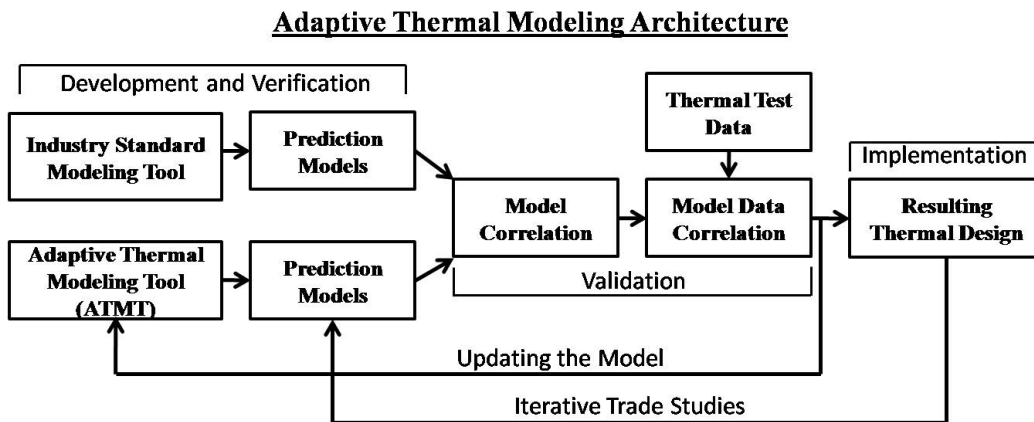 Adaptive Thermal Modeling Architecture
Development and Verification
Industry Standard
Modeling Tool
Prediction
Models
Thermal Test
Data
Implementation
Model
Correlation
Model Data
Correlation
Resulting
Thermal Design
Adaptive Thermal
Modeling Tool
(ATMT)
Prediction
Models
Validation
Updating the Model
Iterative Trade Studies